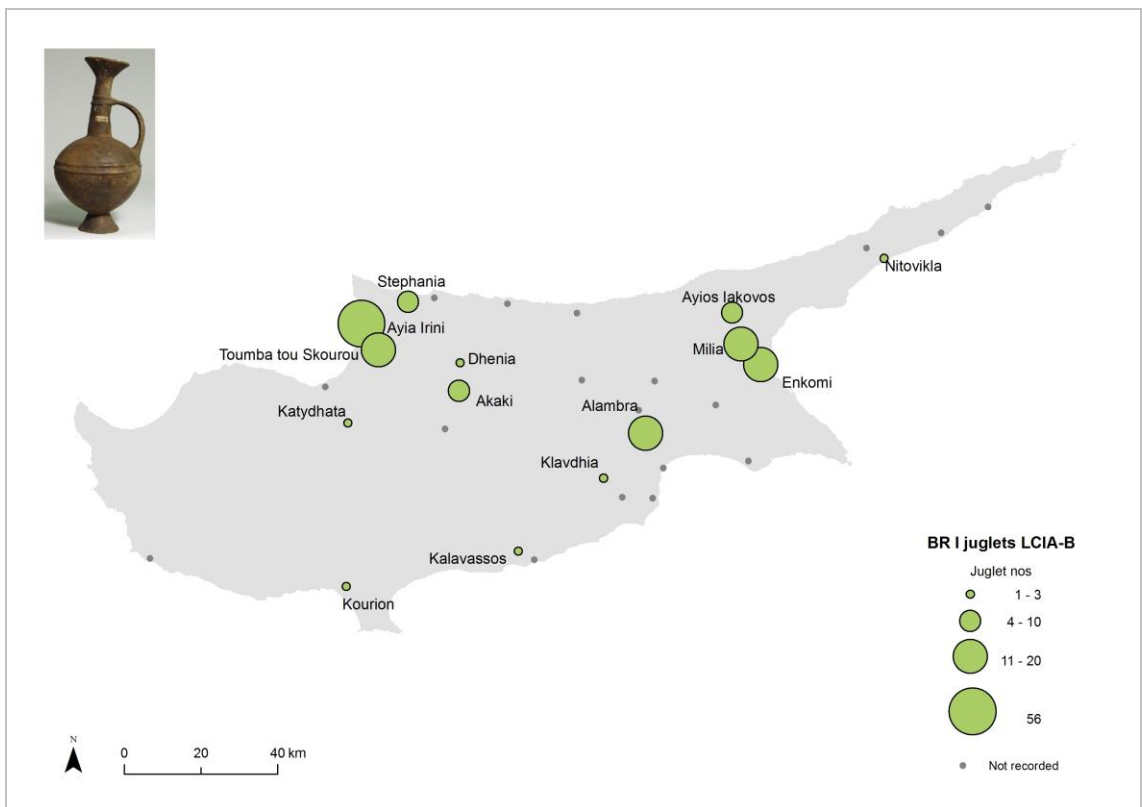 Stephania
Nitovikla
Ayios Iakovos
Ayia Irini
Toumba tou Skourou
Milia
Dhenia
Enkomi
Akaki
Alambra
Katydhata
Klavdhia
Kalavassos
Kourion
BR I juglets LCIA-B
Juglet nos
1 - 3
4 - 10
11 - 20
56
Not recorded
N
0 20 40 km